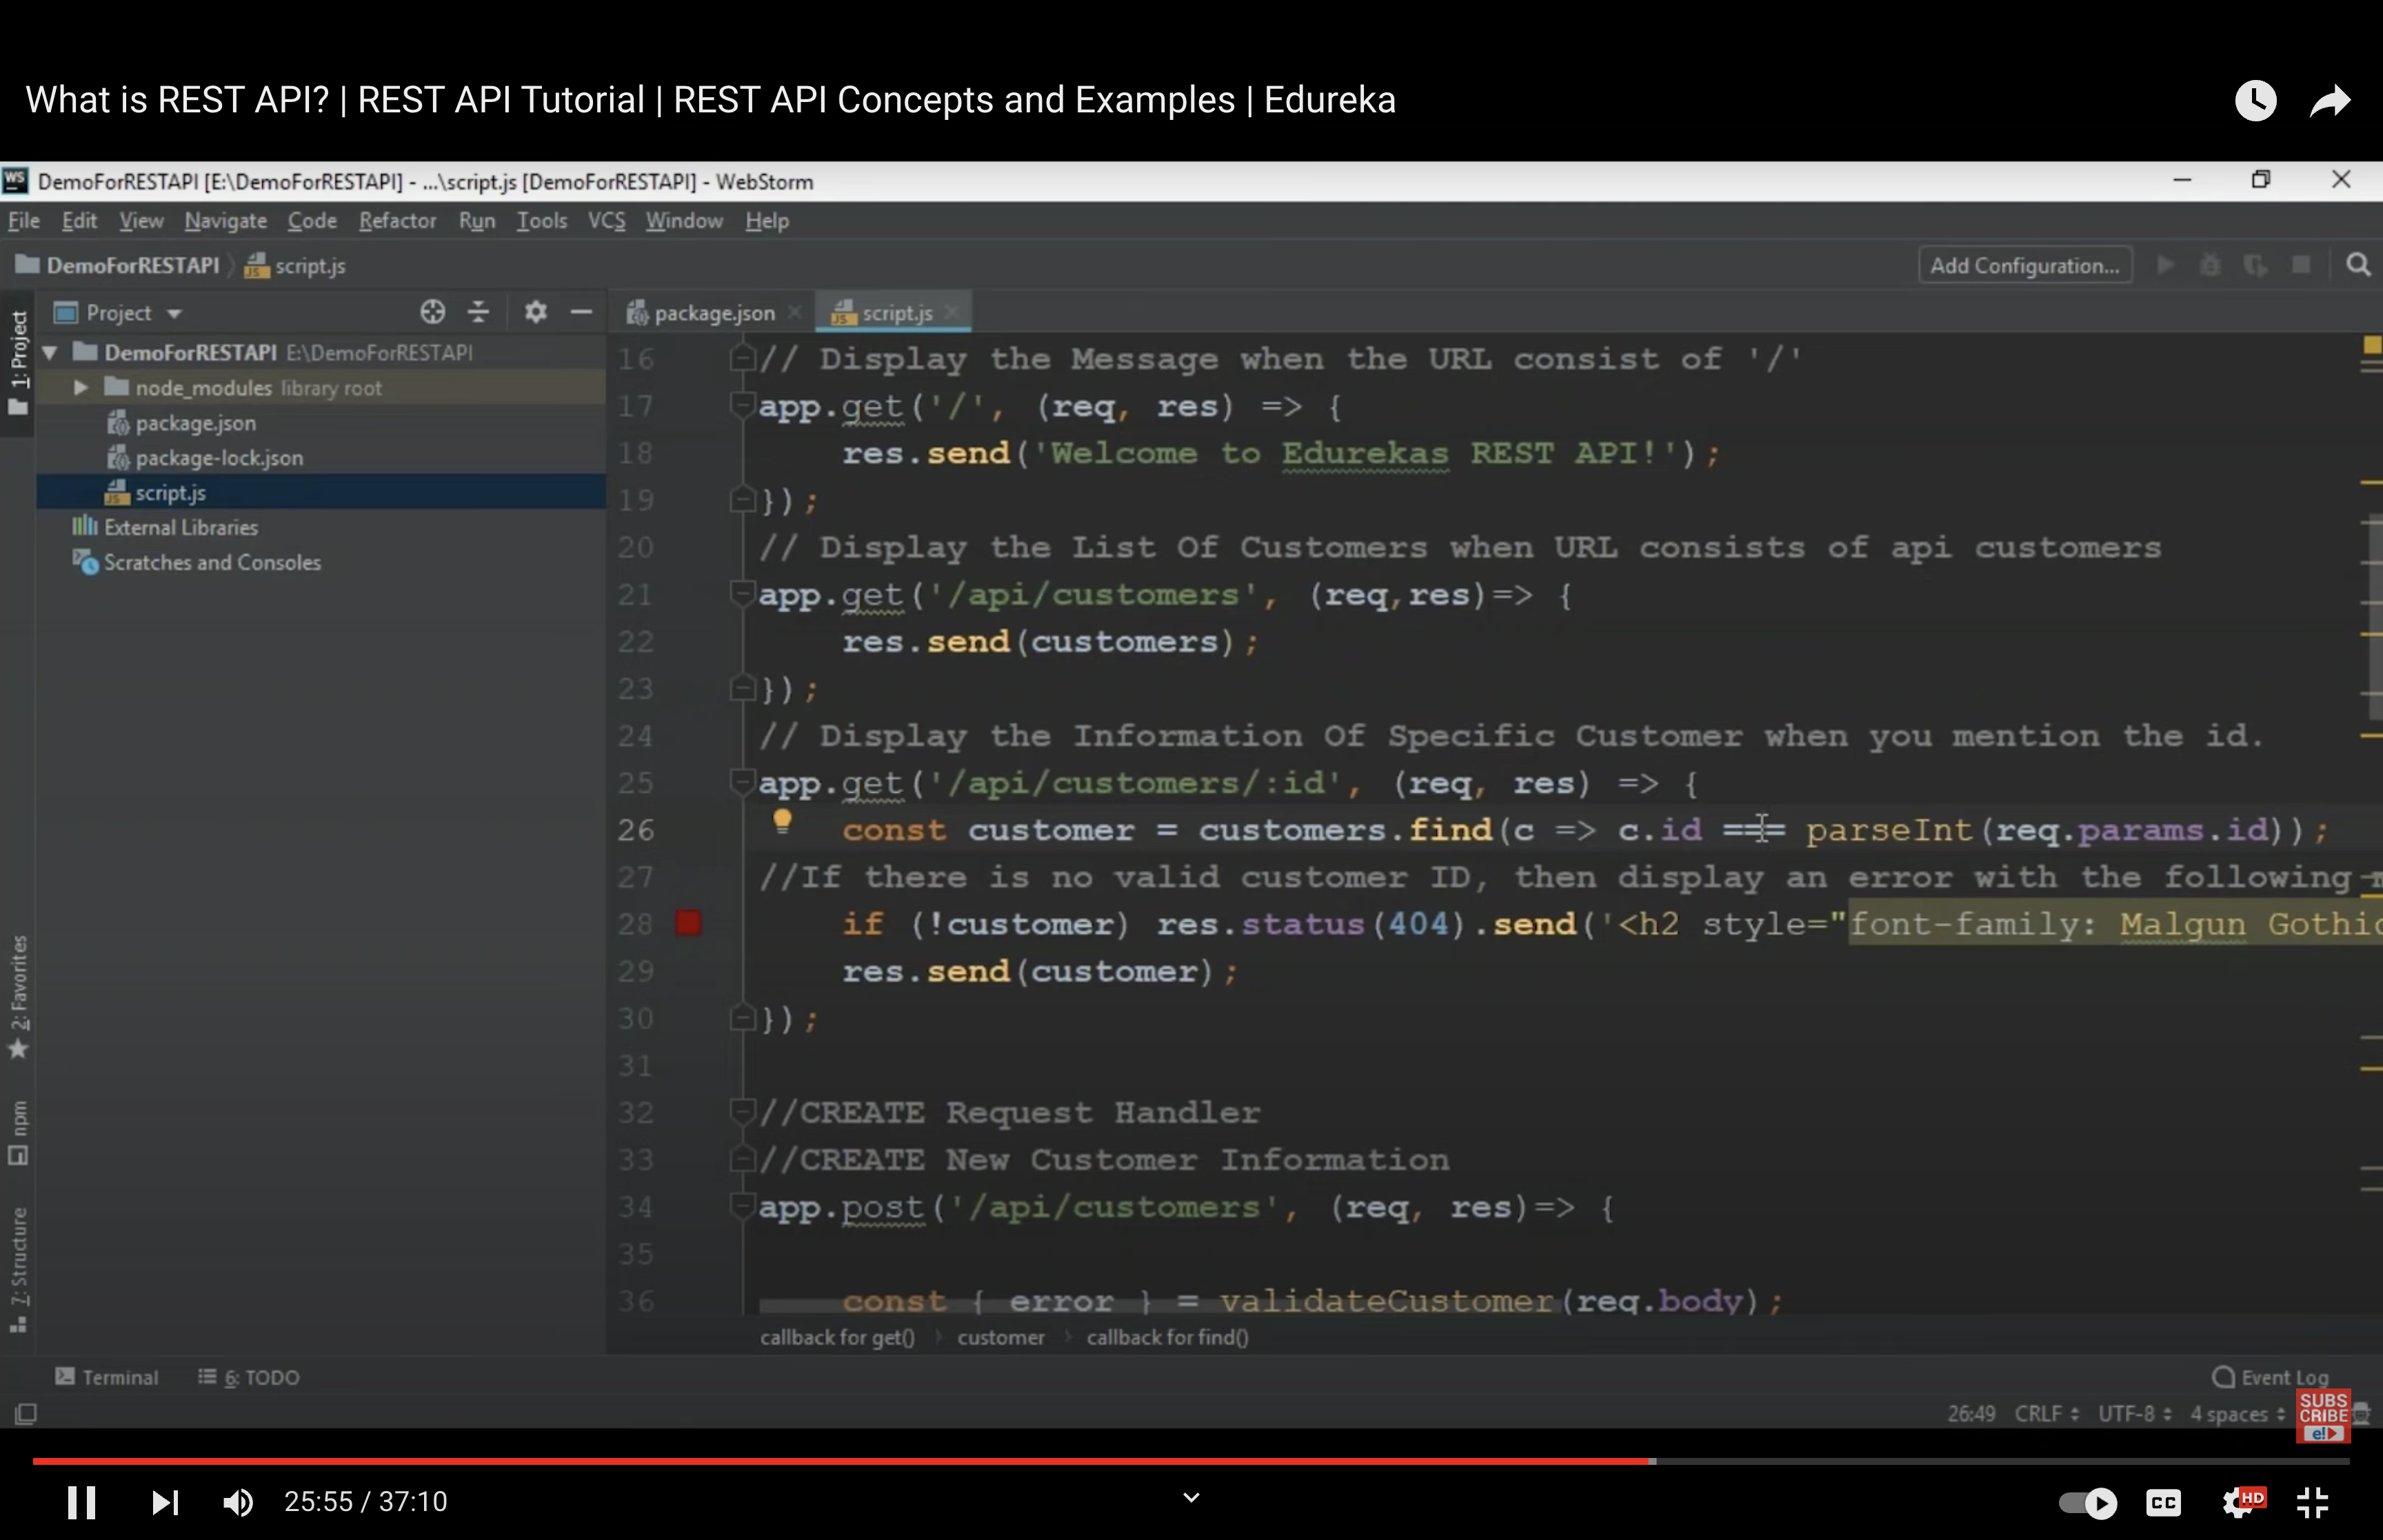 What is REST API? | REST API Tutorial | REST API Concepts and Examples | Edureka
WS DemoForRESTAPI [E:\DemoForRESTAPI] - ...\script.js [DemoForRESTAPI] - WebStorm
File Edit View Navigate Code Refactor Run Tools VCS Window Help
DemoForRESTAPI script.js Add Configuration...
1: Project
Project
package.json script.js
DemoForRESTAPI E:\DemoForRESTAPI
node_modules library root
package.json
package-lock.json
script.js
External Libraries
Scratches and Consoles
2: Favorites
npm
7: Structure
16 // Display the Message when the URL consist of '/'
17 app.get('/', (req, res) => {
18 res.send('Welcome to Edurekas REST API!');
19 });
20 // Display the List Of Customers when URL consists of api customers
21 app.get('/api/customers', (req,res)=> {
22 res.send(customers);
23 });
24 // Display the Information Of Specific Customer when you mention the id.
25 app.get('/api/customers/:id', (req, res) => {
26 const customer = customers.find(c => c.id === parseInt(req.params.id));
27 //If there is no valid customer ID, then display an error with the following
28 if (!customer) res.status(404).send('<h2 style="font-family: Malgun Gothic
29 res.send(customer);
30 });
31
32 //CREATE Request Handler
33 //CREATE New Customer Information
34 app.post('/api/customers', (req, res)=> {
35
36 const { error } = validateCustomer(req.body);
callback for get() customer callback for find()
Terminal 6: TODO Event Log
26:49 CRLF UTF-8 4 spaces
SUBS
CRIBE
e!
25:55 / 37:10 CC HD